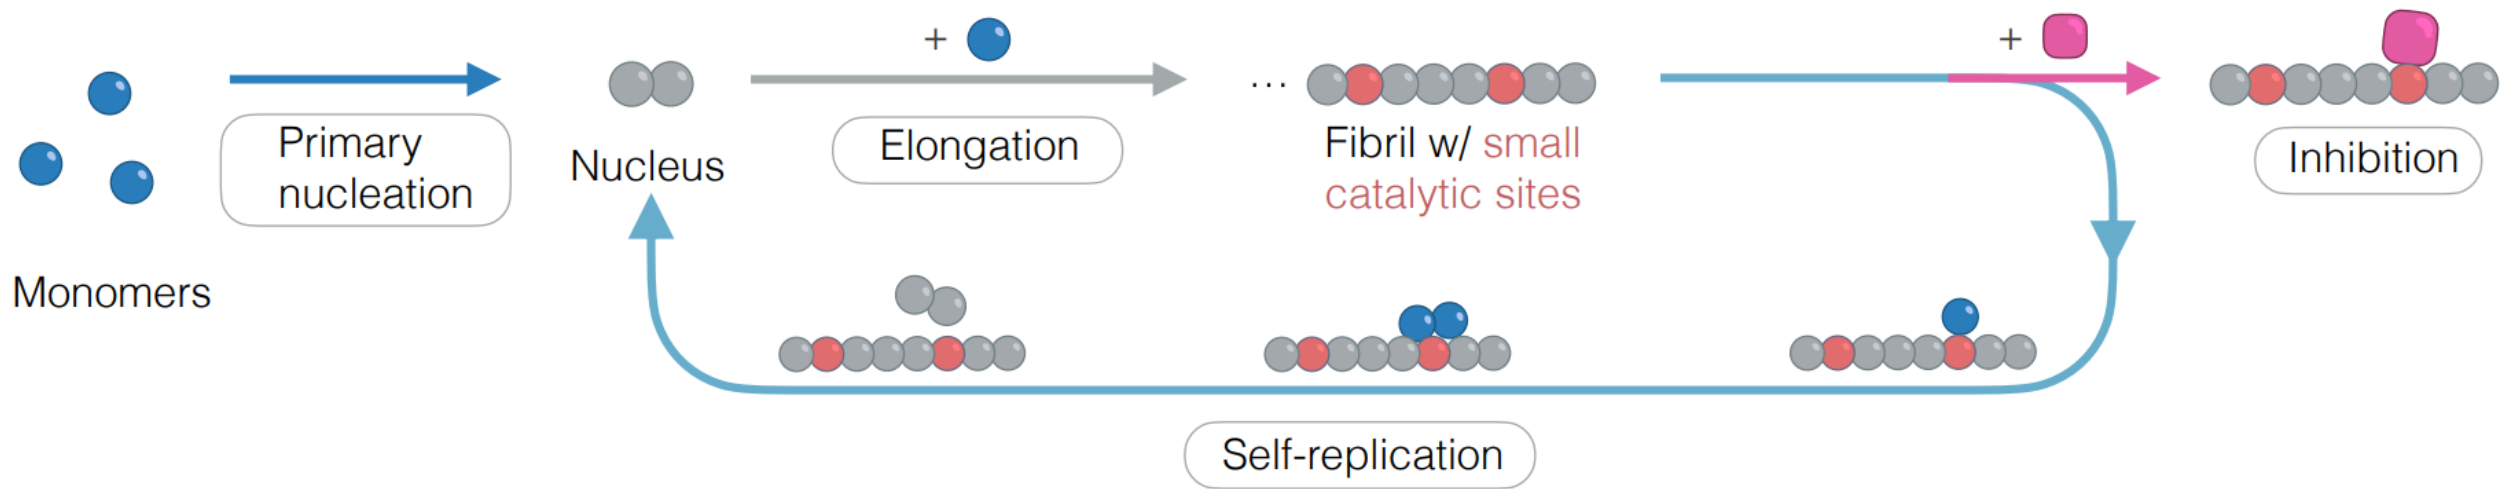 +
+
...
Primary
nucleation
Nucleus
Elongation
Fibril w/ small
catalytic sites
Inhibition
Monomers
Self-replication